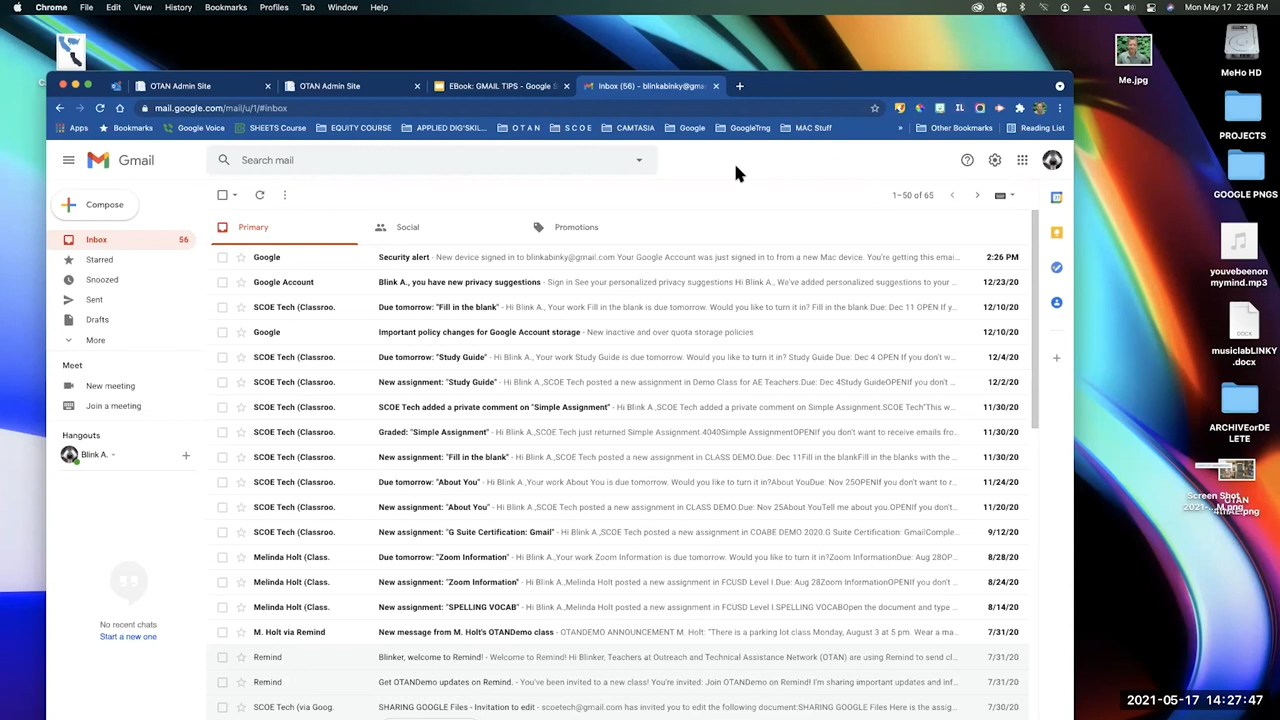 Chrome File Edit View History Bookmarks Profiles Tab Window Help 2:26 PM
OTAN Admin Site OTAN Admin Site EBook: GMAIL TIPS - Google S Inbox (56) - blinkabinky@gma
mail.google.com/mail/u/1/#inbox
Apps Bookmarks Google Voice SHEETS Course EQUITY COURSE APPLIED DIG'SKIL... O T A N S C O E CAMTASIA Google GoogleTrng MAC Stuff » Other Bookmarks Reading List
Gmail Search mail
Compose 1–50 of 65
Primary Social Promotions
Inbox 56
Starred
Snoozed
Sent
Drafts
More
Meet
New meeting
Join a meeting
Hangouts
Blink A.
No recent chats
Start a new one
Google Security alert - New device signed in to blinkabinky@gmail.com Your Google Account was just signed in to from a new Mac device. You're getting this emai... 2:26 PM
Google Account Blink A., you have new privacy suggestions - Sign in See your personalized privacy suggestions Hi Blink A., We've added personalized suggestions to your ... 12/23/20
SCOE Tech (Classroo. Due tomorrow: "Fill in the blank" - Hi Blink A., Your work Fill in the blank is due tomorrow. Would you like to turn it in? Fill in the blank Due: Dec 11 OPEN If y... 12/10/20
Google Important policy changes for Google Account storage - New inactive and over quota storage policies 12/10/20
SCOE Tech (Classroo. Due tomorrow: "Study Guide" - Hi Blink A., Your work Study Guide is due tomorrow. Would you like to turn it in? Study Guide Due: Dec 4 OPEN If you don't w... 12/4/20
SCOE Tech (Classroo. New assignment: "Study Guide" - Hi Blink A.,SCOE Tech posted a new assignment in Demo Class for AE Teachers.Due: Dec 4Study GuideOPENIf you don't ... 12/2/20
SCOE Tech (Classroo. SCOE Tech added a private comment on "Simple Assignment" - Hi Blink A.,SCOE Tech added a private comment on Simple Assignment.SCOE Tech"This w... 11/30/20
SCOE Tech (Classroo. Graded: "Simple Assignment" - Hi Blink A.,SCOE Tech just returned Simple Assignment.4040Simple AssignmentOPENIf you don't want to receive emails fro... 11/30/20
SCOE Tech (Classroo. New assignment: "Fill in the blank" - Hi Blink A.,SCOE Tech posted a new assignment in CLASS DEMO.Due: Dec 11Fill in the blankFill in the blanks with the ... 11/30/20
SCOE Tech (Classroo. Due tomorrow: "About You" - Hi Blink A.,Your work About You is due tomorrow. Would you like to turn it in?About YouDue: Nov 25OPENIf you don't want to r... 11/24/20
SCOE Tech (Classroo. New assignment: "About You" - Hi Blink A.,SCOE Tech posted a new assignment in CLASS DEMO.Due: Nov 25About YouTell me about you.OPENIf you don't w... 11/20/20
SCOE Tech (Classroo. New assignment: "G Suite Certification: Gmail" - Hi Blink A.,SCOE Tech posted a new assignment in COABE DEMO 2020.G Suite Certification: GmailComplet... 9/12/20
Melinda Holt (Class. Due tomorrow: "Zoom Information" - Hi Blink A.,Your work Zoom Information is due tomorrow. Would you like to turn it in?Zoom InformationDue: Aug 28OP... 8/28/20
Melinda Holt (Class. New assignment: "Zoom Information" - Hi Blink A.,Melinda Holt posted a new assignment in FCUSD Level I.Due: Aug 28Zoom InformationOPENIf you don't ... 8/24/20
Melinda Holt (Class. New assignment: "SPELLING VOCAB" - Hi Blink A.,Melinda Holt posted a new assignment in FCUSD Level I.SPELLING VOCABOpen the document and type ... 8/14/20
M. Holt via Remind New message from M. Holt's OTANDemo class - OTANDEMO ANNOUNCEMENT M. Holt: "There is a parking lot class Monday, August 3 at 5 pm. Wear a ma... 7/31/20
Remind Blinker, welcome to Remind! - Welcome to Remind! Hi Blinker, Teachers at Outreach and Technical Assistance Network (OTAN) are using Remind to send cl... 7/31/20
Remind Get OTANDemo updates on Remind. - You've been invited to a new class! You're invited: Join OTANDemo on Remind! I'm sharing important updates and inf... 7/31/20
SCOE Tech (via Goog. SHARING GOOGLE Files - Invitation to edit - scoetech@gmail.com has invited you to edit the following document:SHARING GOOGLE Files Here is the assig... 7/30/20
Me.jpg
MeHo HD
PROJECTS
GOOGLE PNGS
youvebeenon
mymind.mp3
DOCX
musiclabLINKY
.docx
ARCHIVEorDE
LETE
Screen Shot
2021-...M.png
OTAN
2021-05-17 14:27:47